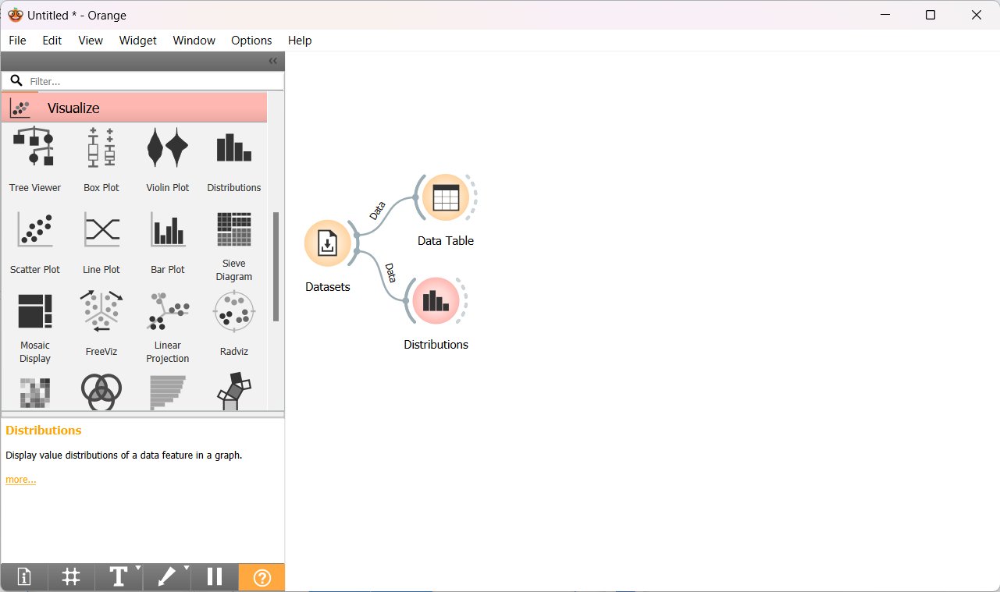 Untitled * - Orange
File Edit View Widget Window Options Help
Filter...
Visualize
Tree Viewer Box Plot Violin Plot Distributions
Scatter Plot Line Plot Bar Plot Sieve
Diagram
Mosaic
Display FreeViz Linear
Projection Radviz
Distributions
Display value distributions of a data feature in a graph.
more...
Data
Data Table
Datasets
Data
Distributions